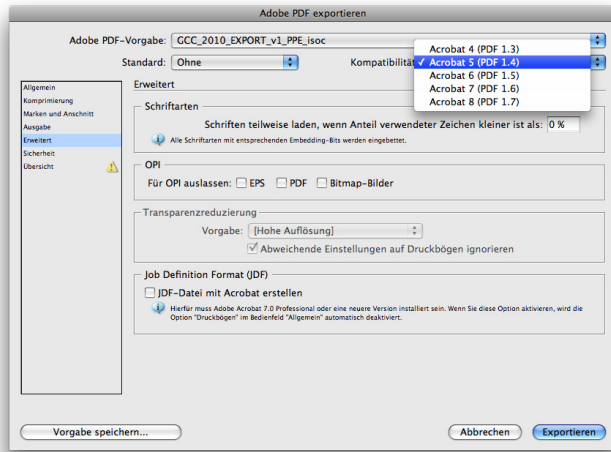 Adobe PDF exportieren
Adobe PDF-Vorgabe: GCC_2010_EXPORT_v1_PPE_isoc
Standard: Ohne
Kompatibilität
Acrobat 4 (PDF 1.3)
✓ Acrobat 5 (PDF 1.4)
Acrobat 6 (PDF 1.5)
Acrobat 7 (PDF 1.6)
Acrobat 8 (PDF 1.7)
Allgemein
Komprimierung
Marken und Anschnitt
Ausgabe
Erweitert
Sicherheit
Übersicht
Erweitert
Schriftarten
Schriften teilweise laden, wenn Anteil verwendeter Zeichen kleiner ist als: 0 %
Alle Schriftarten mit entsprechenden Embedding-Bits werden eingebettet.
OPI
Für OPI auslassen: EPS PDF Bitmap-Bilder
Transparenzreduzierung
Vorgabe: [Hohe Auflösung]
Abweichende Einstellungen auf Druckbögen ignorieren
Job Definition Format (JDF)
JDF-Datei mit Acrobat erstellen
Hierfür muss Adobe Acrobat 7.0 Professional oder eine neuere Version installiert sein. Wenn Sie diese Option aktivieren, wird die
Option "Druckbögen" im Bedienfeld "Allgemein" automatisch deaktiviert.
Vorgabe speichern...
Abbrechen
Exportieren